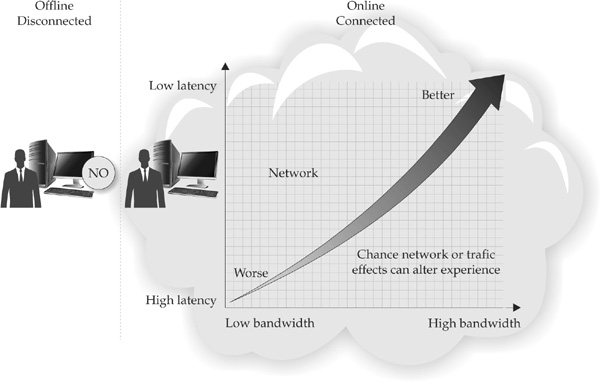 Offline
Disconnected
Online
Connected
Low latency
Better
NO
Network
Worse
Chance network or trafic
effects can alter experience
High latency
Low bandwidth
High bandwidth